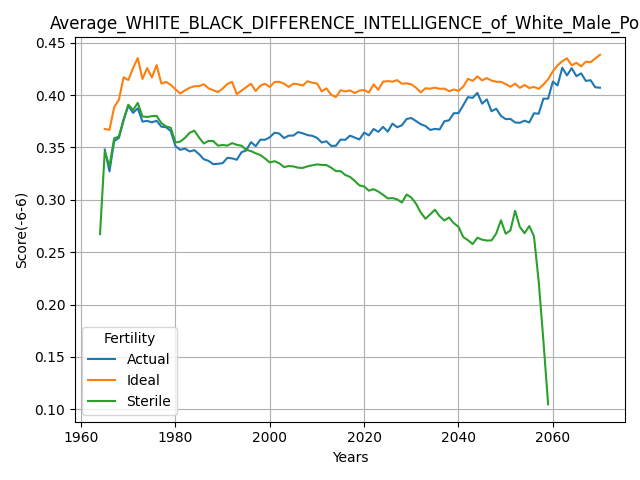 Average_WHITE_BLACK_DIFFERENCE_INTELLIGENCE_of_White_Male_Po
0.45
0.40
0.35
0.30
0.25
0.20
0.15
0.10
Score(-6-6)
Fertility
Actual
Ideal
Sterile
1960
1980
2000
2020
2040
2060
Years